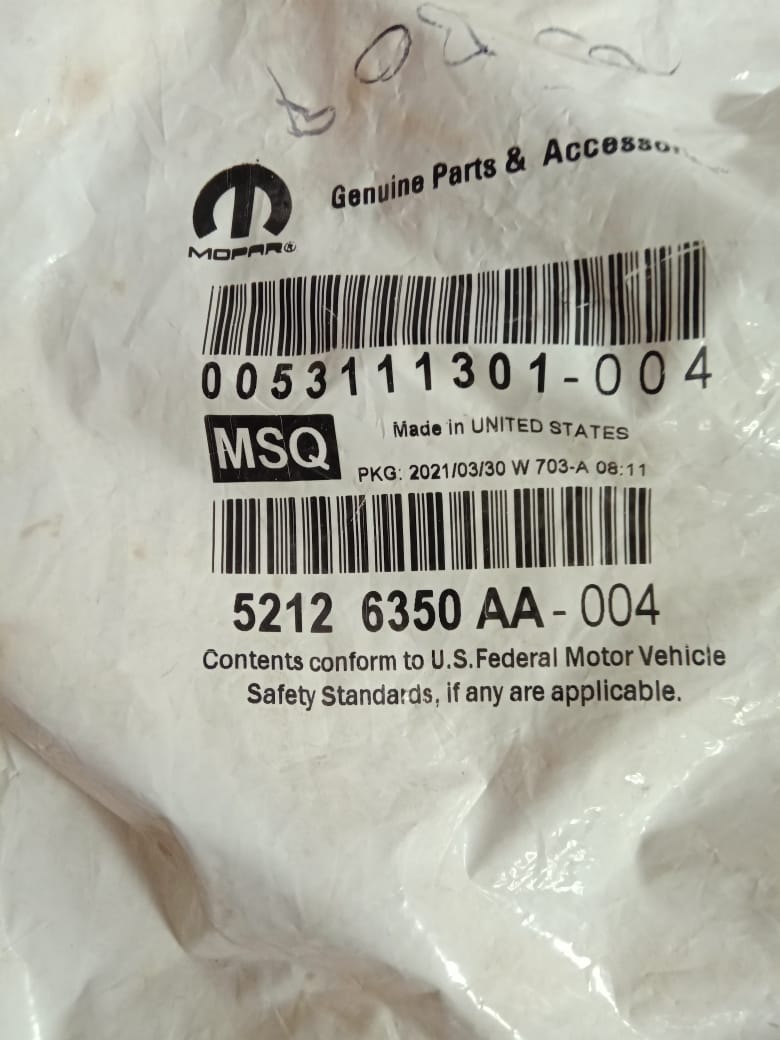 Genuine Parts & Accessor
MOPAR®
0053111301-004
MSQ
Made in UNITED STATES
PKG: 2021/03/30 W 703-A 08:11
5212 6350 AA-004
Contents conform to U.S.Federal Motor Vehicle
Safety Standards, if any are applicable.